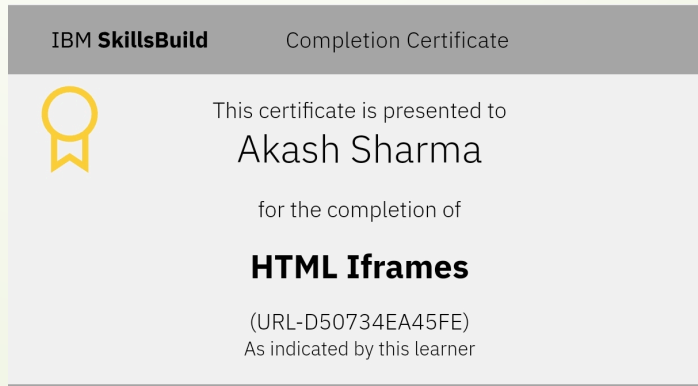 IBM SkillsBuild Completion Certificate
This certificate is presented to
Akash Sharma
for the completion of
HTML Iframes
(URL-D50734EA45FE)
As indicated by this learner